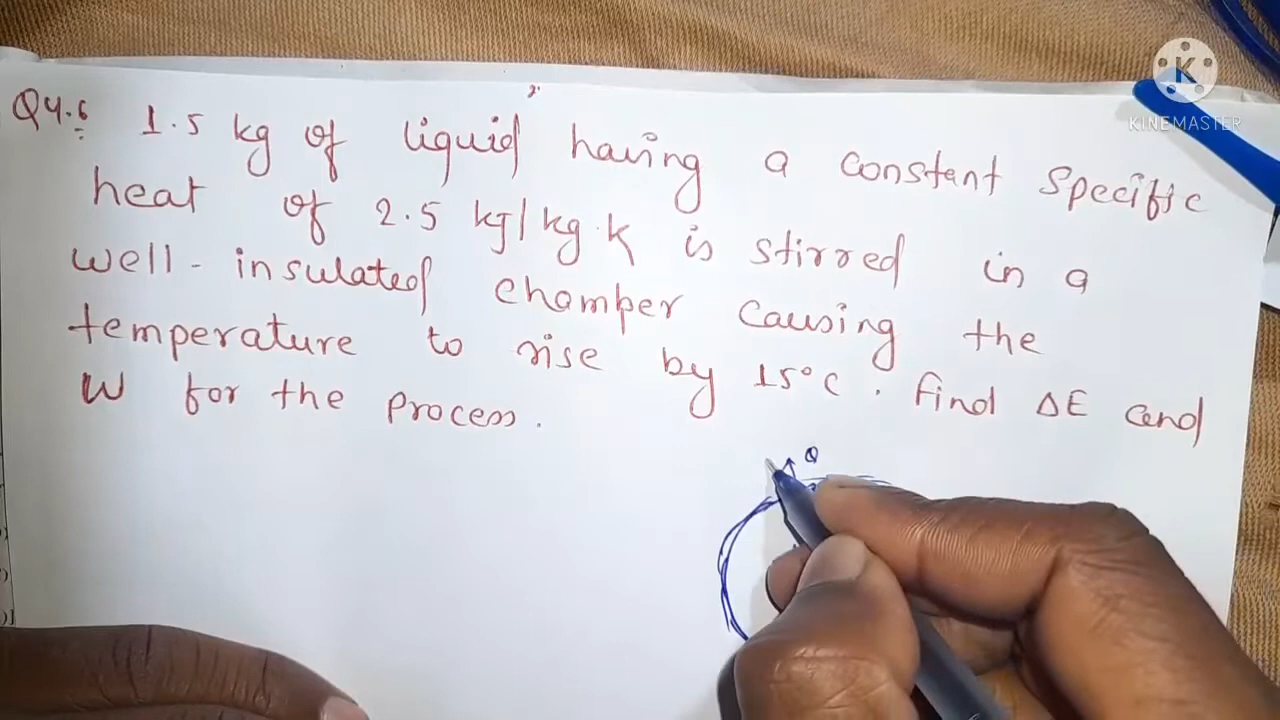 Q4.6 1.5 kg of liquid having a constant specific
heat of 2.5 kJ/kg.K is stirred in a
well-insulated chamber causing the
temperature to rise by 15°C. find ΔE and
W for the process.
Q
K
KINEMASTER